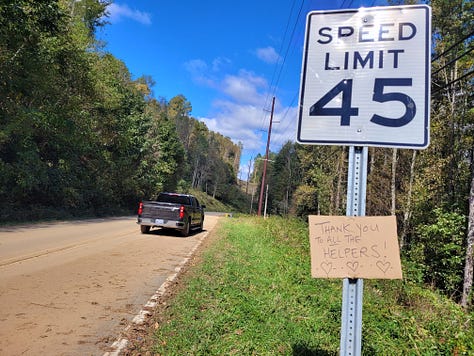 SPEED
LIMIT
45
THANK YOU
TO ALL THE
HELPERS!